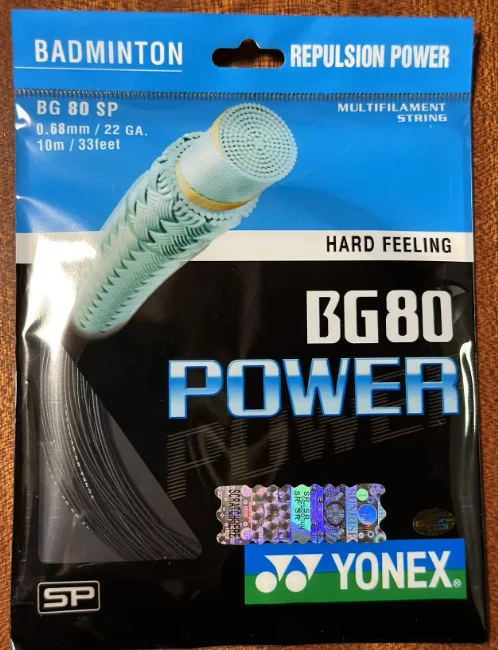 BADMINTON
REPULSION POWER
BG 80 SP
0.68mm / 22 GA.
10m / 33feet
MULTIFILAMENT
STRING
HARD FEELING
BG80
POWER
POWER
YONEX®
SP